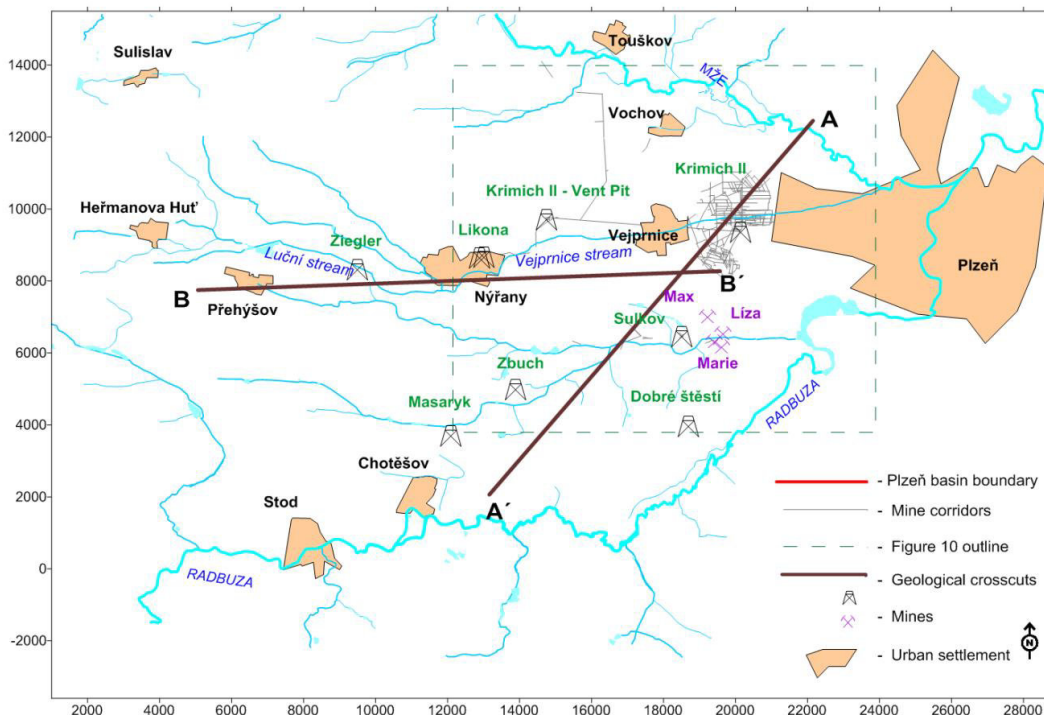 Sulislav
Touškov
MŽE
14000
Vochov
A
12000
Krimich II
Krimich II - Vent Pit
Heřmanova Huť
10000
Zlegler
Likona
Vejprnice
Luční stream
Vejprnice stream
Plzeň
8000
B
Přehýšov
Nýřany
B´
Max
Líza
Sulkov
6000
Marie
Zbuch
Masaryk
Dobré štěstí
RADBUZA
4000
Chotěšov
2000
Stod
A´
- Plzeň basin boundary
- Mine corridors
0
- Figure 10 outline
RADBUZA
- Geological crosscuts
- Mines
-2000
- Urban settlement
N
2000 4000 6000 8000 10000 12000 14000 16000 18000 20000 22000 24000 26000 28000